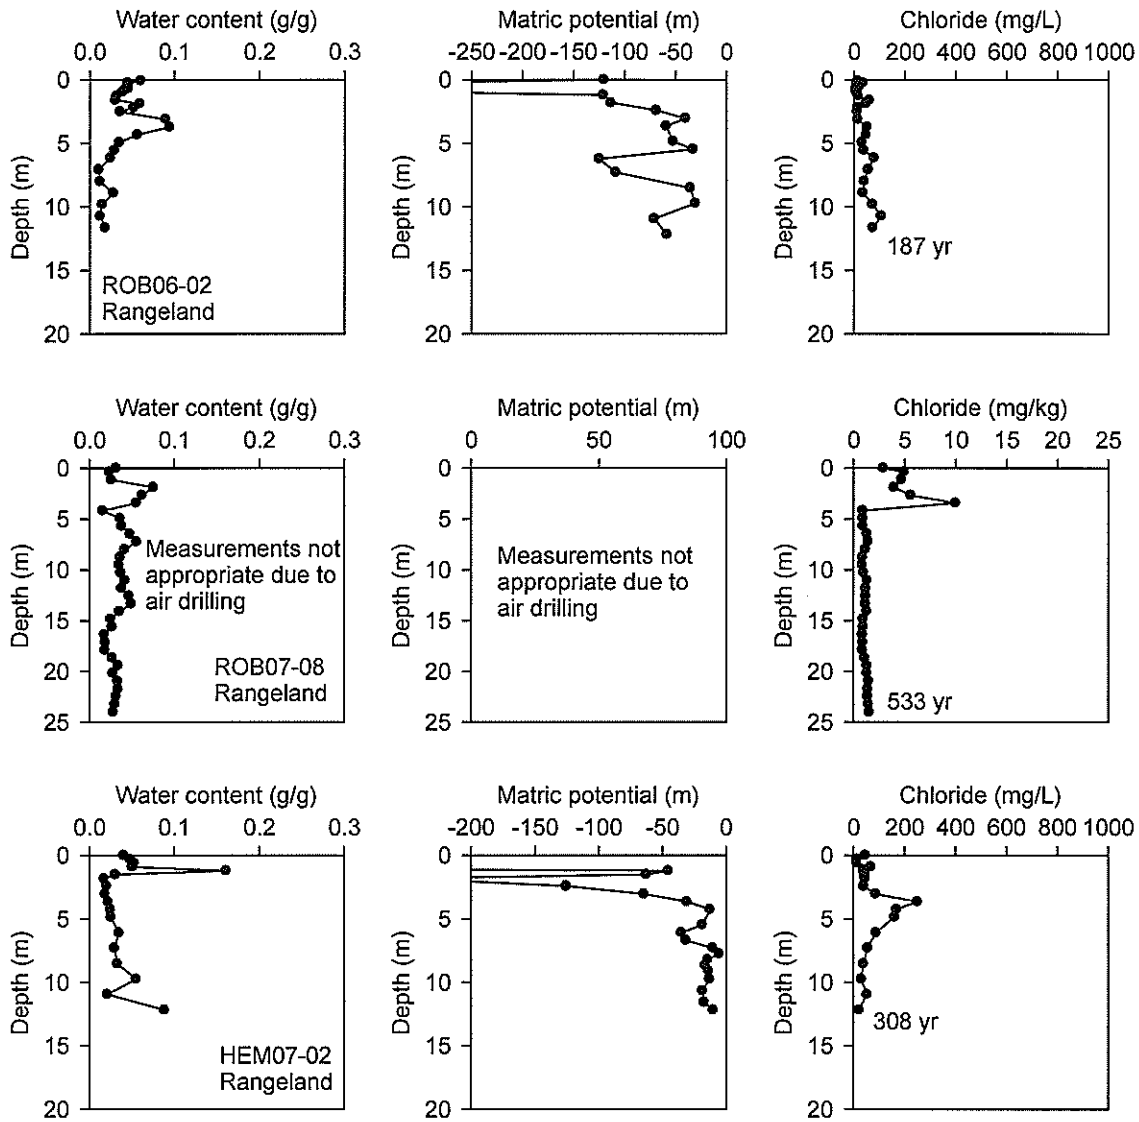 Water content (g/g)
0.0 0.1 0.2 0.3
0
5
10
15
20
Depth (m)
ROB06-02
Rangeland
Matric potential (m)
-250 -200 -150 -100 -50 0
0
5
10
15
20
Depth (m)
Chloride (mg/L)
0 200 400 600 800 1000
0
5
10
15
20
Depth (m)
187 yr
Water content (g/g)
0.0 0.1 0.2 0.3
0
5
10
15
20
25
Depth (m)
Measurements not
appropriate due to
air drilling
ROB07-08
Rangeland
Matric potential (m)
0 50 100
0
5
10
15
20
25
Depth (m)
Measurements not
appropriate due to
air drilling
Chloride (mg/kg)
0 5 10 15 20 25
0
5
10
15
20
25
Depth (m)
533 yr
Water content (g/g)
0.0 0.1 0.2 0.3
0
5
10
15
20
Depth (m)
HEM07-02
Rangeland
Matric potential (m)
-200 -150 -100 -50 0
0
5
10
15
20
Depth (m)
Chloride (mg/L)
0 200 400 600 800 1000
0
5
10
15
20
Depth (m)
308 yr